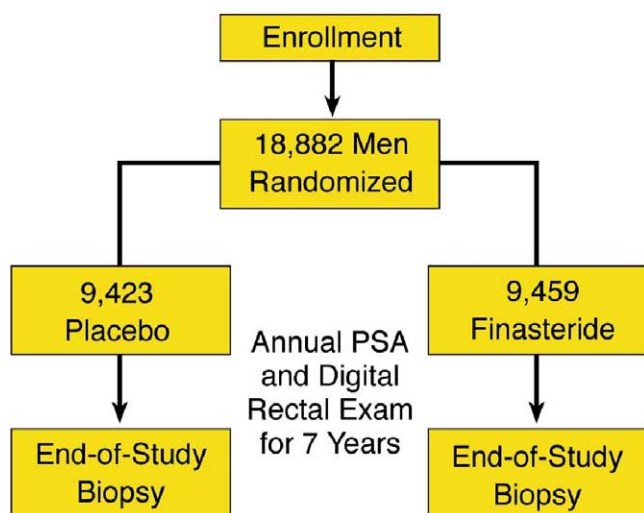 Enrollment
18,882 Men
Randomized
9,423
Placebo
9,459
Finasteride
Annual PSA
and Digital
Rectal Exam
for 7 Years
End-of-Study
Biopsy
End-of-Study
Biopsy